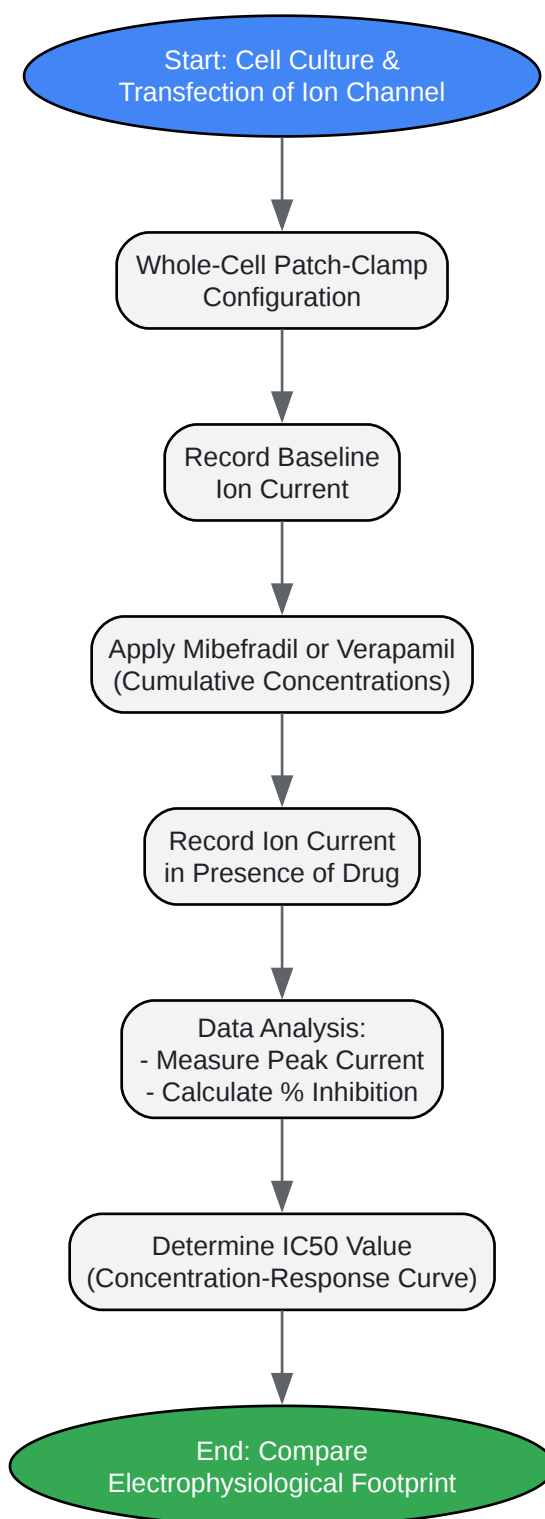 Start: Cell Culture &
Transfection of Ion Channel
Whole-Cell Patch-Clamp
Configuration
Record Baseline
Ion Current
Apply Mibefradil or Verapamil
(Cumulative Concentrations)
Record Ion Current
in Presence of Drug
Data Analysis:
- Measure Peak Current
- Calculate % Inhibition
Determine IC50 Value
(Concentration-Response Curve)
End: Compare
Electrophysiological Footprint